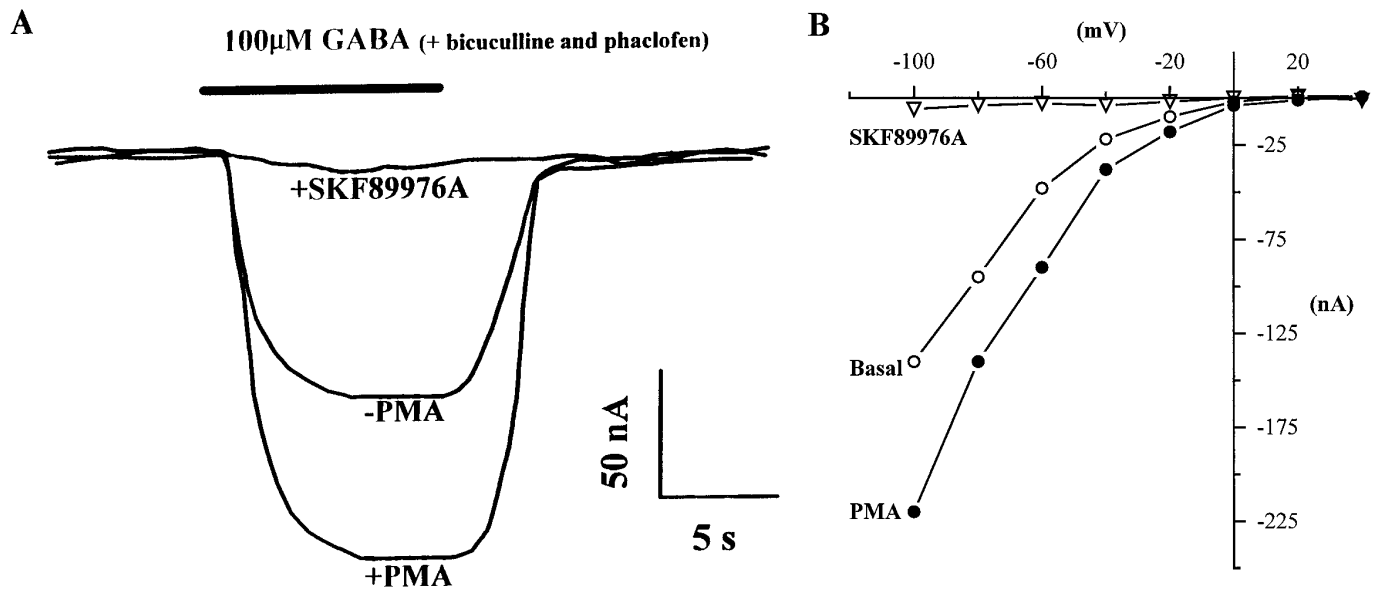 A
100µM GABA (+ bicuculline and phaclofen)
+SKF89976A
-PMA
+PMA
50 nA
5 s
B
(mV)
-100 -60 -20 20
SKF89976A
-25
-75
(nA)
-125
Basal
-175
PMA
-225